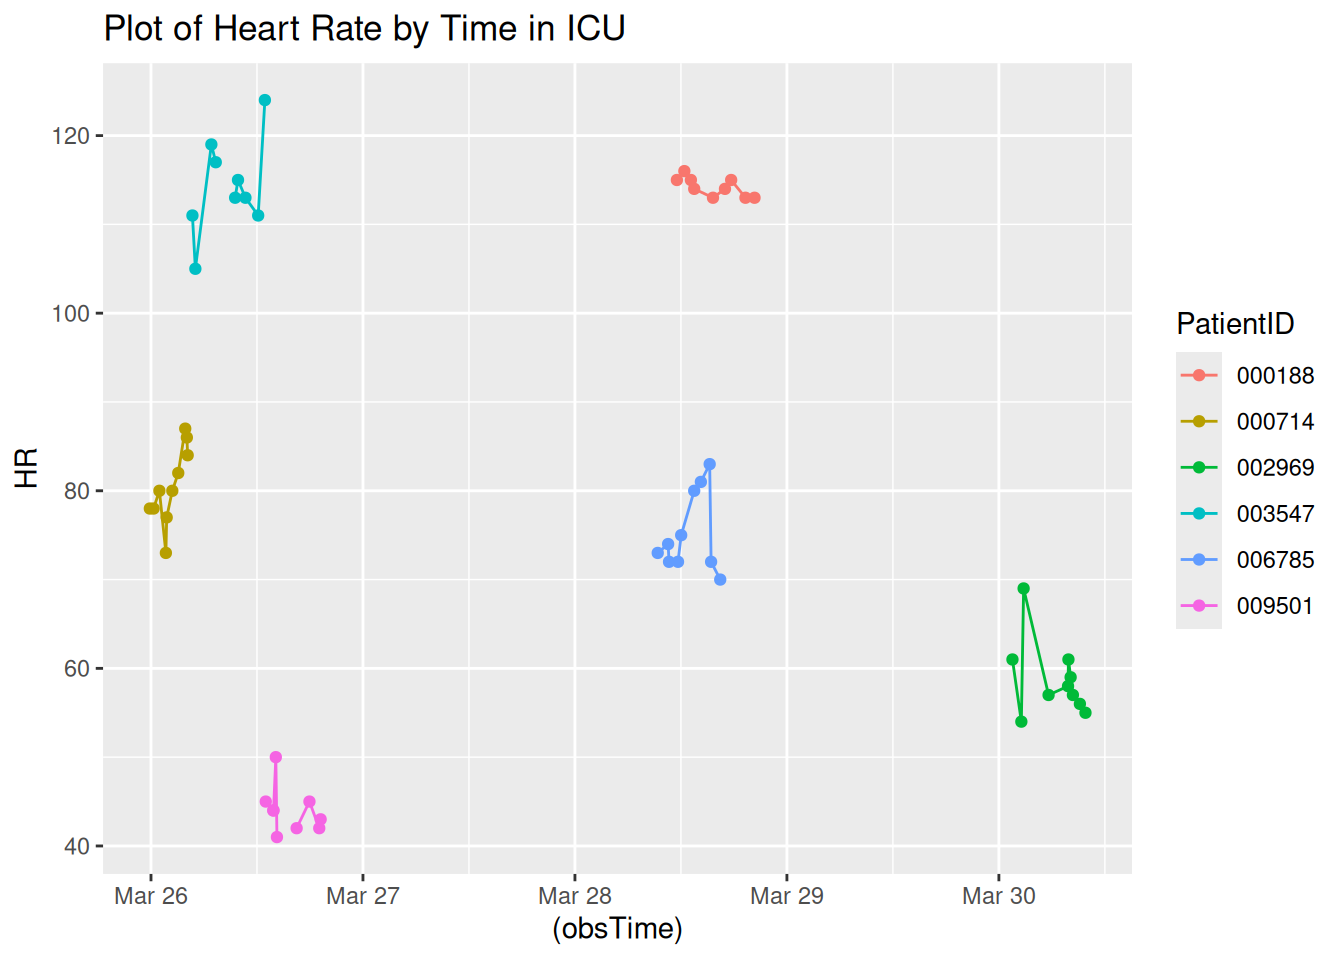 Plot of Heart Rate by Time in ICU
HR
120
100
80
60
40
Mar 26
Mar 27
Mar 28
Mar 29
Mar 30
(obsTime)
PatientID
000188
000714
002969
003547
006785
009501